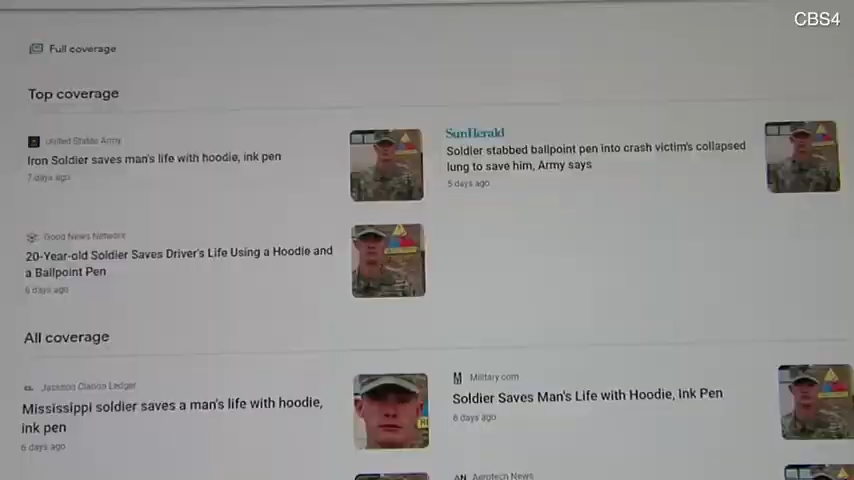 CBS4
Full coverage
Top coverage
United States Army
Iron Soldier saves man's life with hoodie, ink pen
7 days ago
SunHerald
Soldier stabbed ballpoint pen into crash victim's collapsed
lung to save him, Army says
5 days ago
Good News Network
20-Year-old Soldier Saves Driver's Life Using a Hoodie and
a Ballpoint Pen
6 days ago
All coverage
Jackson Clarion Ledger
Mississippi soldier saves a man's life with hoodie,
ink pen
6 days ago
Military.com
Soldier Saves Man's Life with Hoodie, Ink Pen
6 days ago
Aerotech News